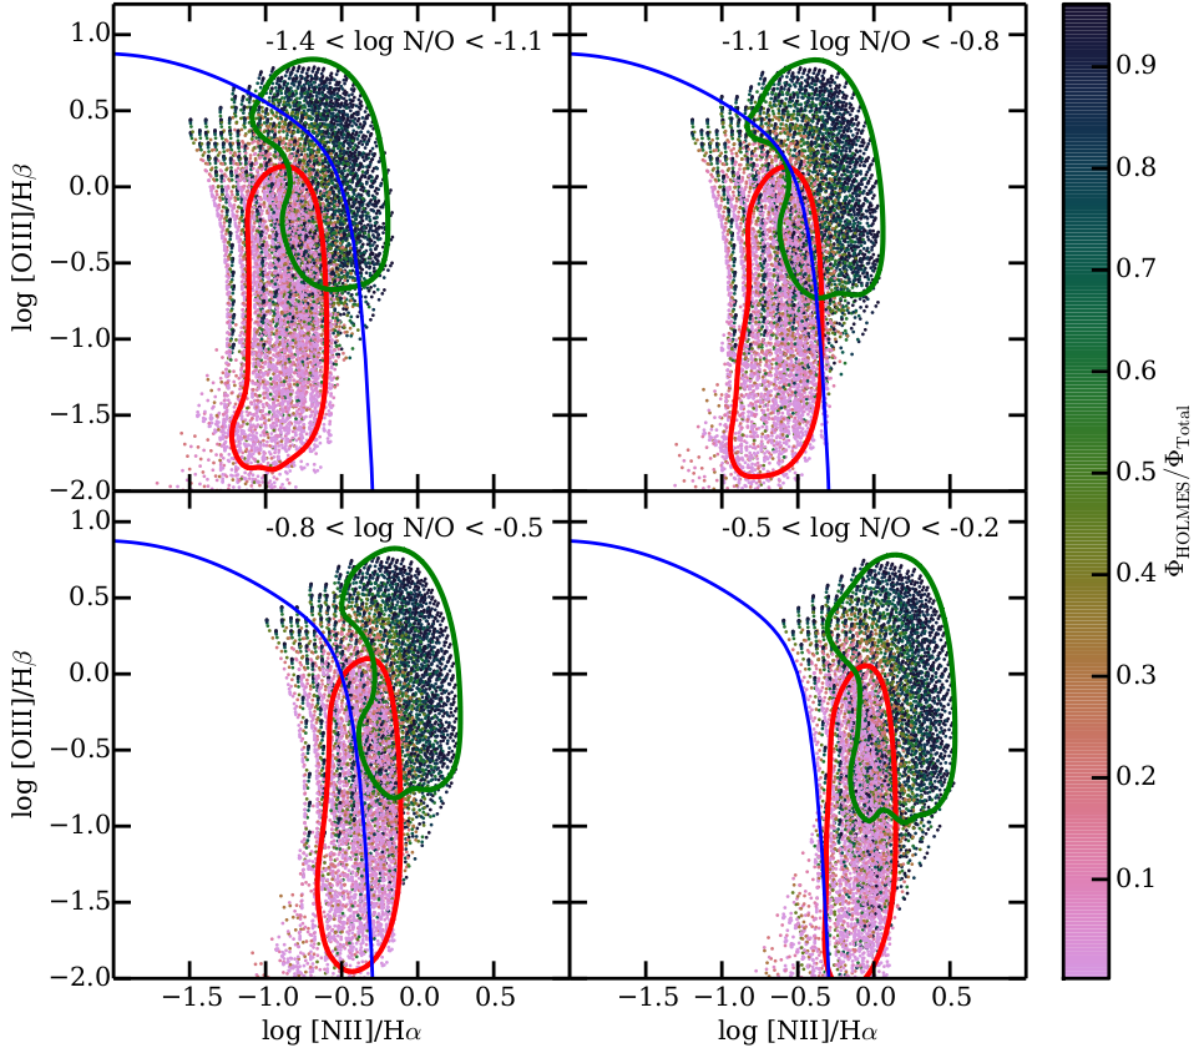 -1.4 < log N/O < -1.1
-1.1 < log N/O < -0.8
1.0
0.5
0.0
−0.5
−1.0
−1.5
−2.0
log [OIII]/Hβ
-0.8 < log N/O < -0.5
-0.5 < log N/O < -0.2
1.0
0.5
0.0
−0.5
−1.0
−1.5
−2.0
log [OIII]/Hβ
−1.5 −1.0 −0.5 0.0 0.5
−1.5 −1.0 −0.5 0.0 0.5
log [NII]/Hα
log [NII]/Hα
0.9
0.8
0.7
0.6
0.5
0.4
0.3
0.2
0.1
Φ_HOLMES/Φ_Total